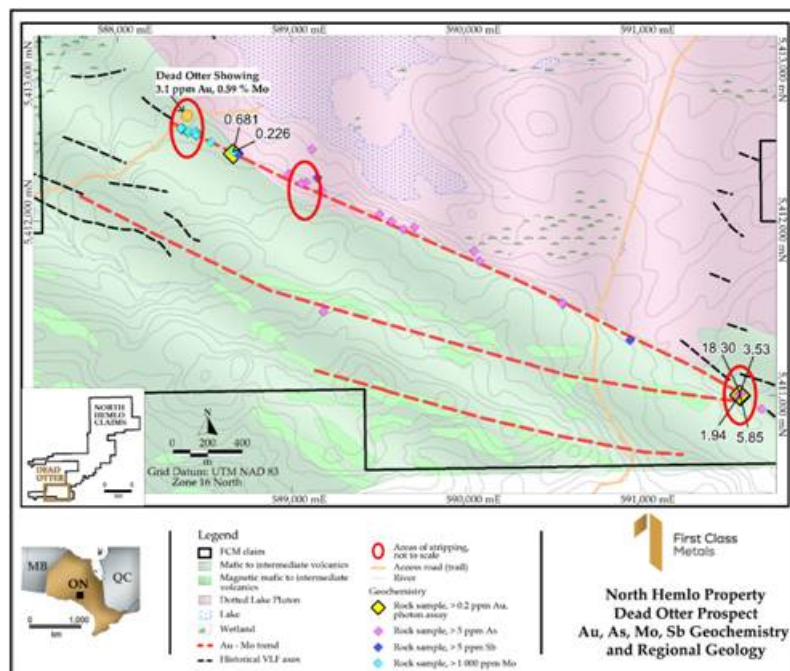 588,000 mE
589,000 mE
590,000 mE
591,000 mE
5,413,000 mN
5,413,000 mN
Dead Otter Showing
3.1 ppm Au, 0.59 % Mo
0 681
0.226
5,412,000 mN
5,412,000 mN
18 30
3.53
5,411,000 mN
1.94
5.85
NORTH
HEMLO
CLAIMS
DEAD
OTTER
km
N
0 200 400
m
Grid Datum: UTM NAD 83
Zone 16 North
589,000 mE
590,000 mE
591,000 mE
MB
ON
QC
0 1,000
km
Legend
FCM claim
Mafic to intermediate volcanics
Magnetic mafic to intermediate
volcanics
Dotted Lake Pluton
Lake
Wetland
Au - Mo trend
Historical VLF axes
Areas of stripping,
not to scale
Access road (trail)
River
Geochemistry
Rock sample, > 0 2 ppm Au,
photon assay
Rock sample, > 5 ppm As
Rock sample, > 5 ppm Sb
Rock sample, > 1 000 ppm Mo
First Class
Metals
North Hemlo Property
Dead Otter Prospect
Au, As, Mo, Sb Geochemistry
and Regional Geology